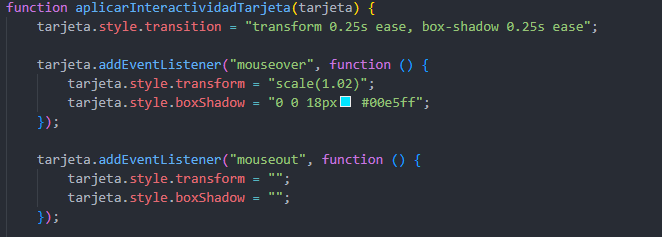 function aplicarInteractividadTarjeta(tarjeta) {
    tarjeta.style.transition = "transform 0.25s ease, box-shadow 0.25s ease";

    tarjeta.addEventListener("mouseover", function () {
        tarjeta.style.transform = "scale(1.02)";
        tarjeta.style.boxShadow = "0 0 18px #00e5ff";
    });

    tarjeta.addEventListener("mouseout", function () {
        tarjeta.style.transform = "";
        tarjeta.style.boxShadow = "";
    });